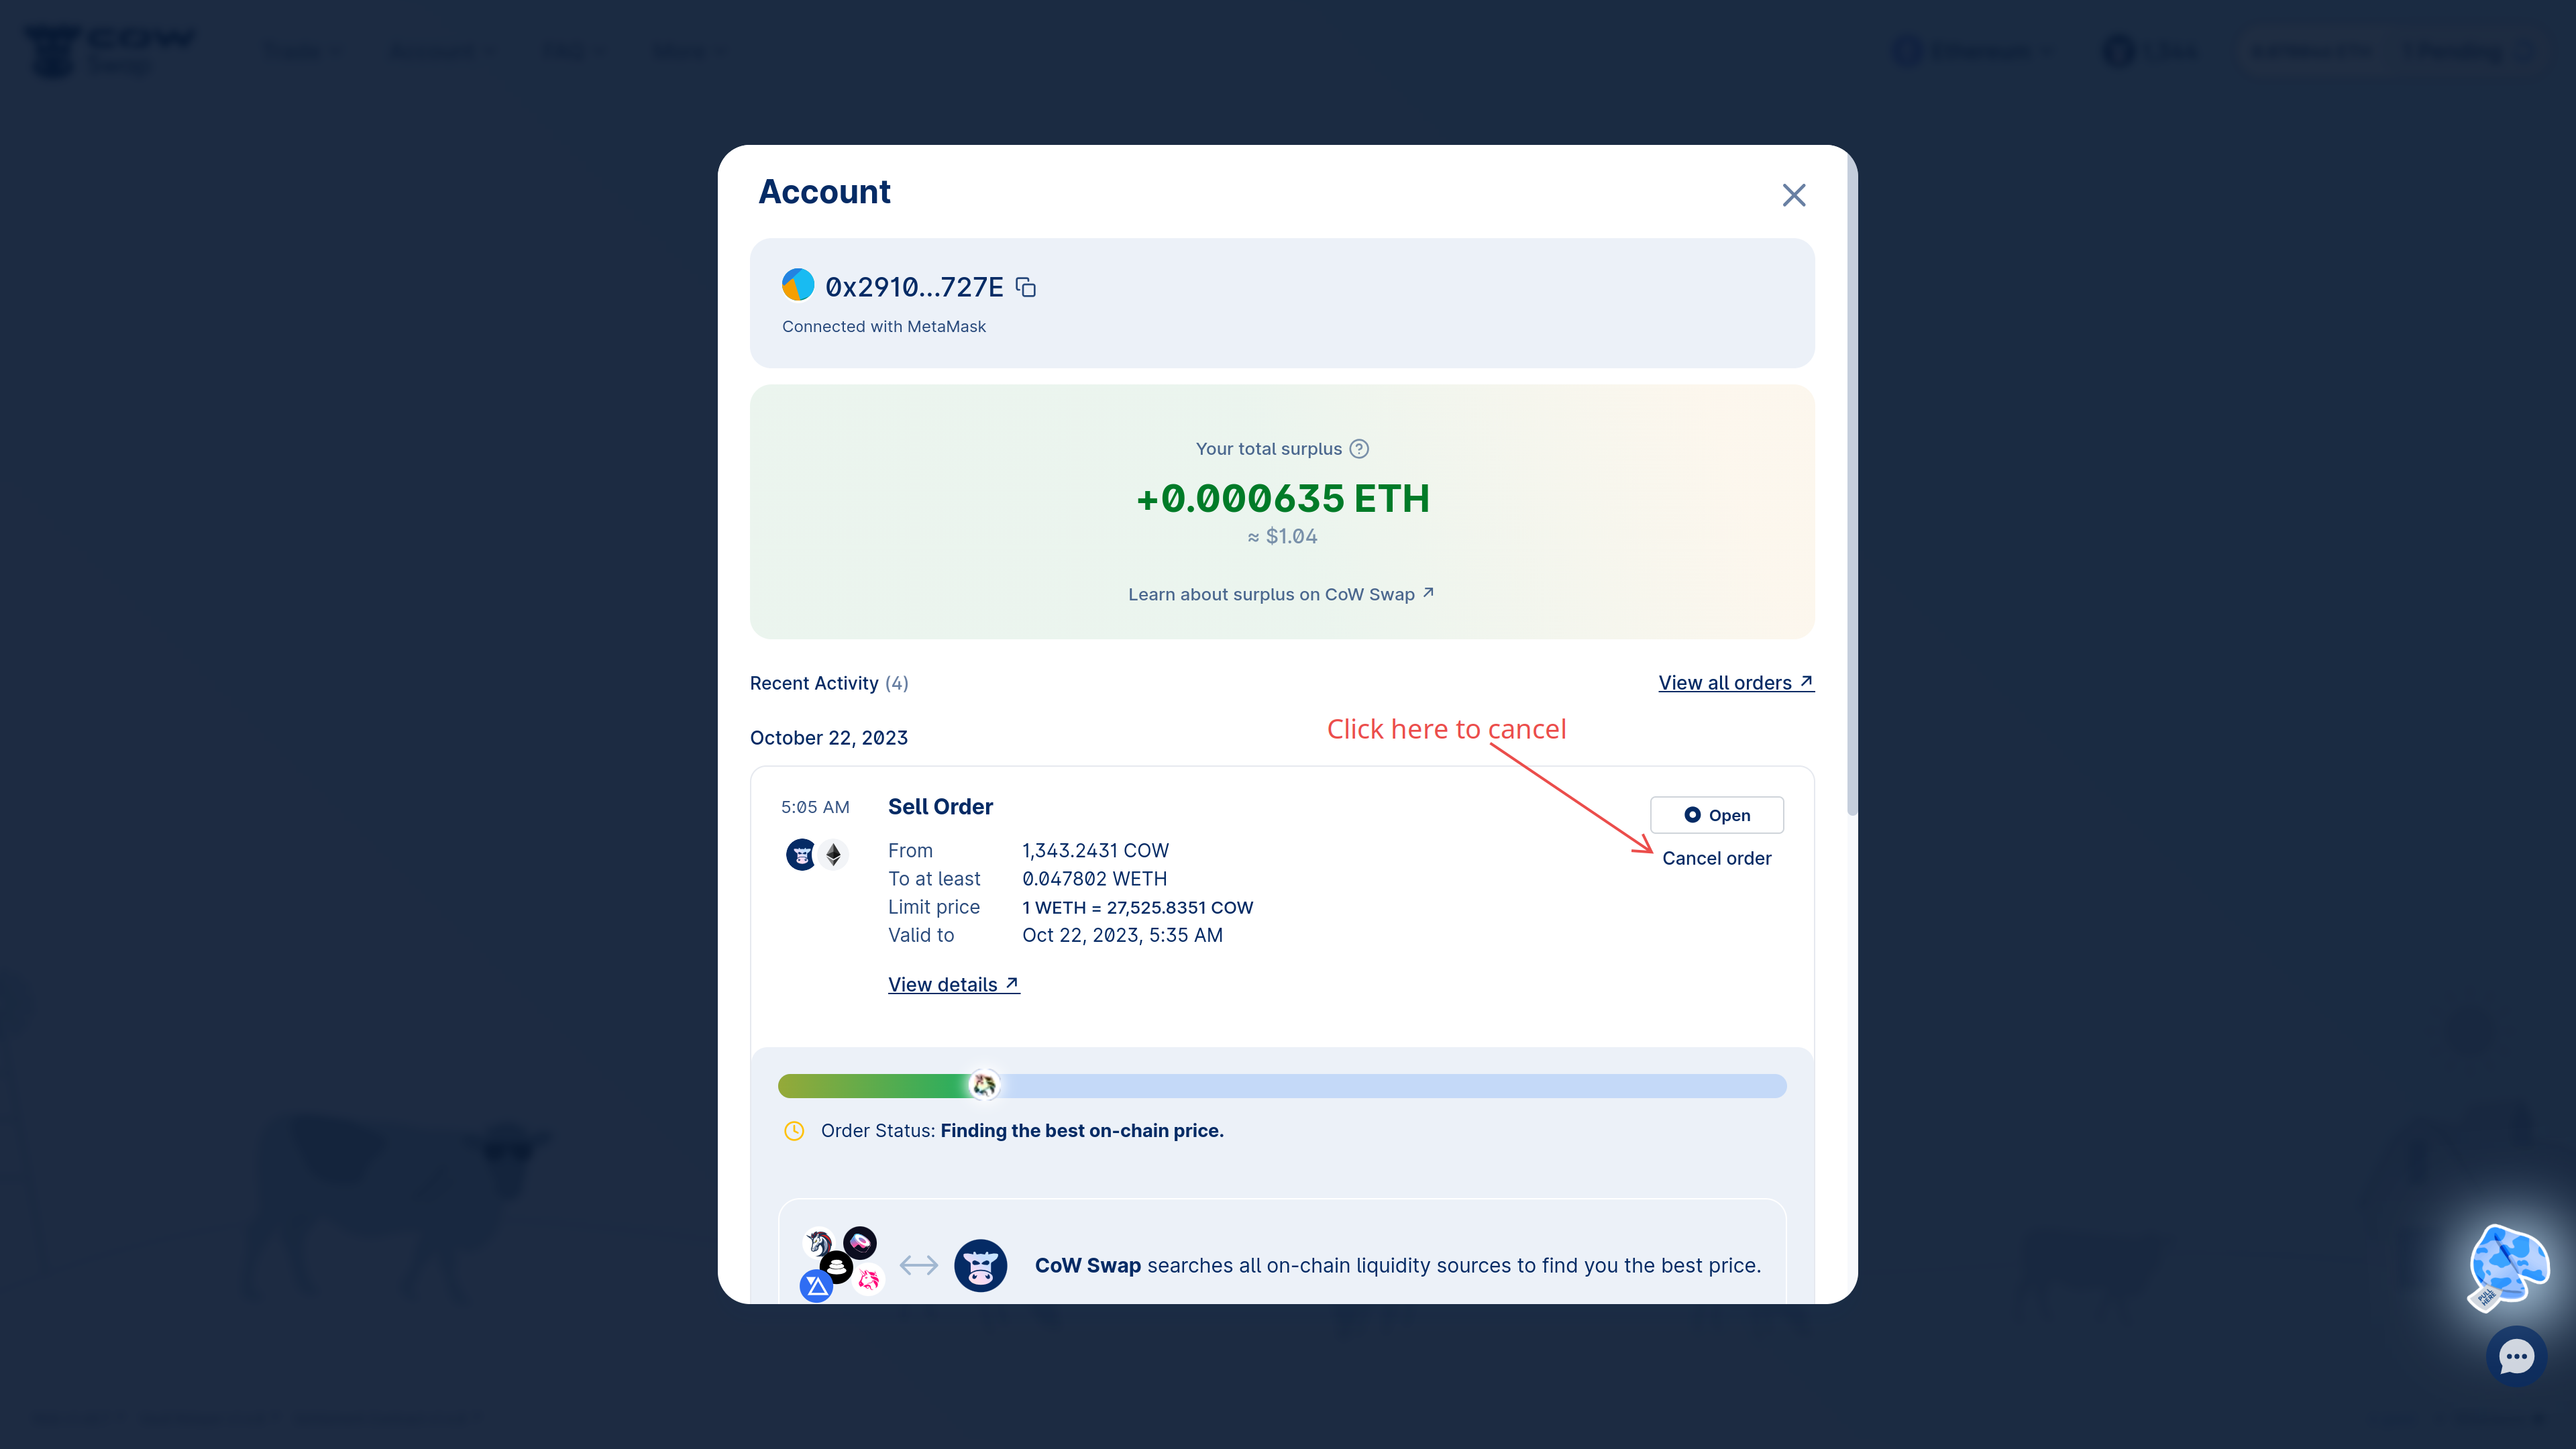 Account
0x2910...727E
Connected with MetaMask
Your total surplus
+0.000635 ETH
≈ $1.04
Learn about surplus on CoW Swap ↗
Recent Activity (4)
View all orders ↗
Click here to cancel
October 22, 2023
5:05 AM
Sell Order
Open
Cancel order
From 1,343.2431 COW
To at least 0.047802 WETH
Limit price 1 WETH = 27,525.8351 COW
Valid to Oct 22, 2023, 5:35 AM
View details ↗
Order Status: Finding the best on-chain price.
CoW Swap searches all on-chain liquidity sources to find you the best price.
PULL HERE